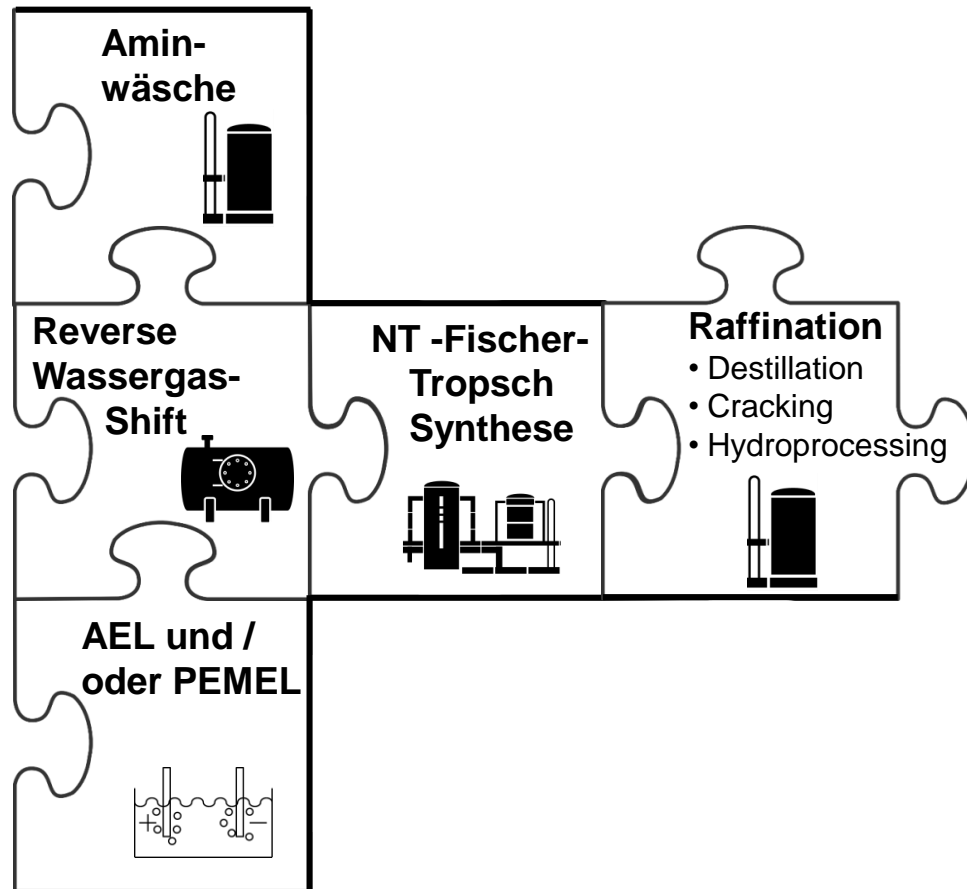 Amin-
wäsche
Reverse
Wassergas-
Shift
NT -Fischer-
Tropsch
Synthese
Raffination
• Destillation
• Cracking
• Hydroprocessing
AEL und /
oder PEMEL
+ −